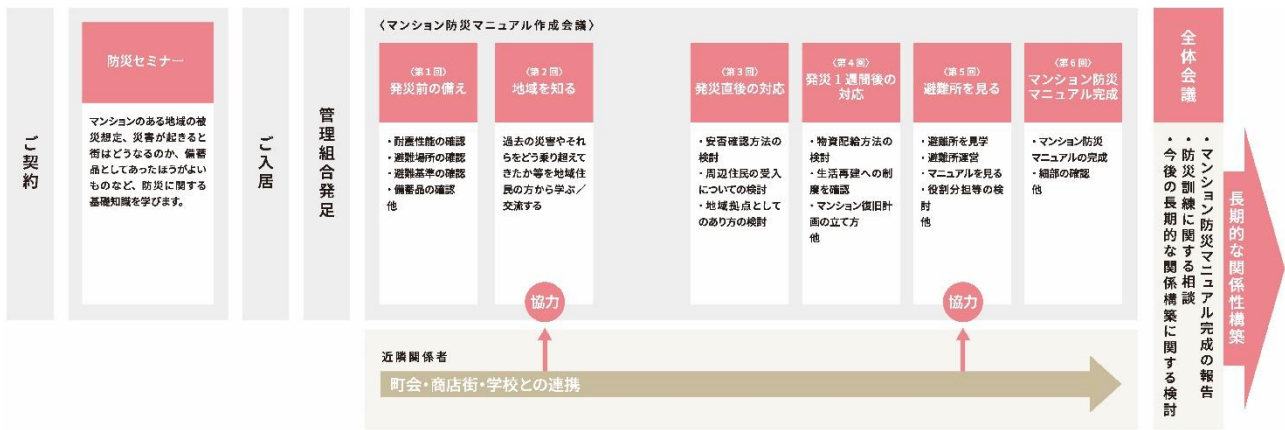 ご契約
防災セミナー
マンションのある地域の被
災想定、災害が起きると
街はどうなるのか、備蓄
品としてあったほうがよい
ものなど、防災に関する
基礎知識を学びます。
ご入居
管理組合発足
〈マンション防災マニュアル作成会議〉
〈第1回〉
発災前の備え
・耐震性能の確認
・避難場所の確認
・避難基準の確認
・備蓄品の確認
他
〈第2回〉
地域を知る
過去の災害やそれ
らをどう乗り越えて
きたか等を地域住
民の方から学ぶ／
交流する
協力
〈第3回〉
発災直後の対応
・安否確認方法の
検討
・周辺住民の受入
についての検討
・地域拠点として
のあり方の検討
〈第4回〉
発災1週間後の
対応
・物資配給方法の
検討
・生活再建への制
度を確認
・マンション復旧計
画の立て方
他
〈第5回〉
避難所を見る
・避難所を見学
・避難所運営
・マニュアルを見る
・役割分担等の検
討
他
協力
〈第6回〉
マンション防災
マニュアル完成
・マンション防災
マニュアルの完成
・細部の確認
他
近隣関係者
町会・商店街・学校との連携
全体会議
・マンション防災マニュアル完成の報告
・防災訓練に関する相談
・今後の長期的な関係構築に関する検討
長期的な関係性構築